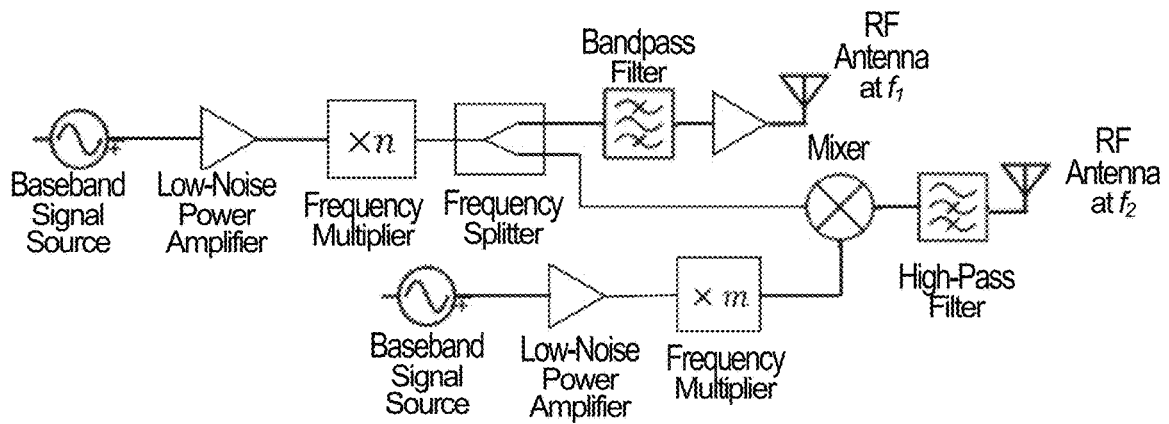 Bandpass
Filter
RF
Antenna
at f₁
Baseband
Signal
Source
Low-Noise
Power
Amplifier
×n
Frequency
Multiplier
Frequency
Splitter
Mixer
RF
Antenna
at f₂
High-Pass
Filter
Baseband
Signal
Source
Low-Noise
Power
Amplifier
× m
Frequency
Multiplier